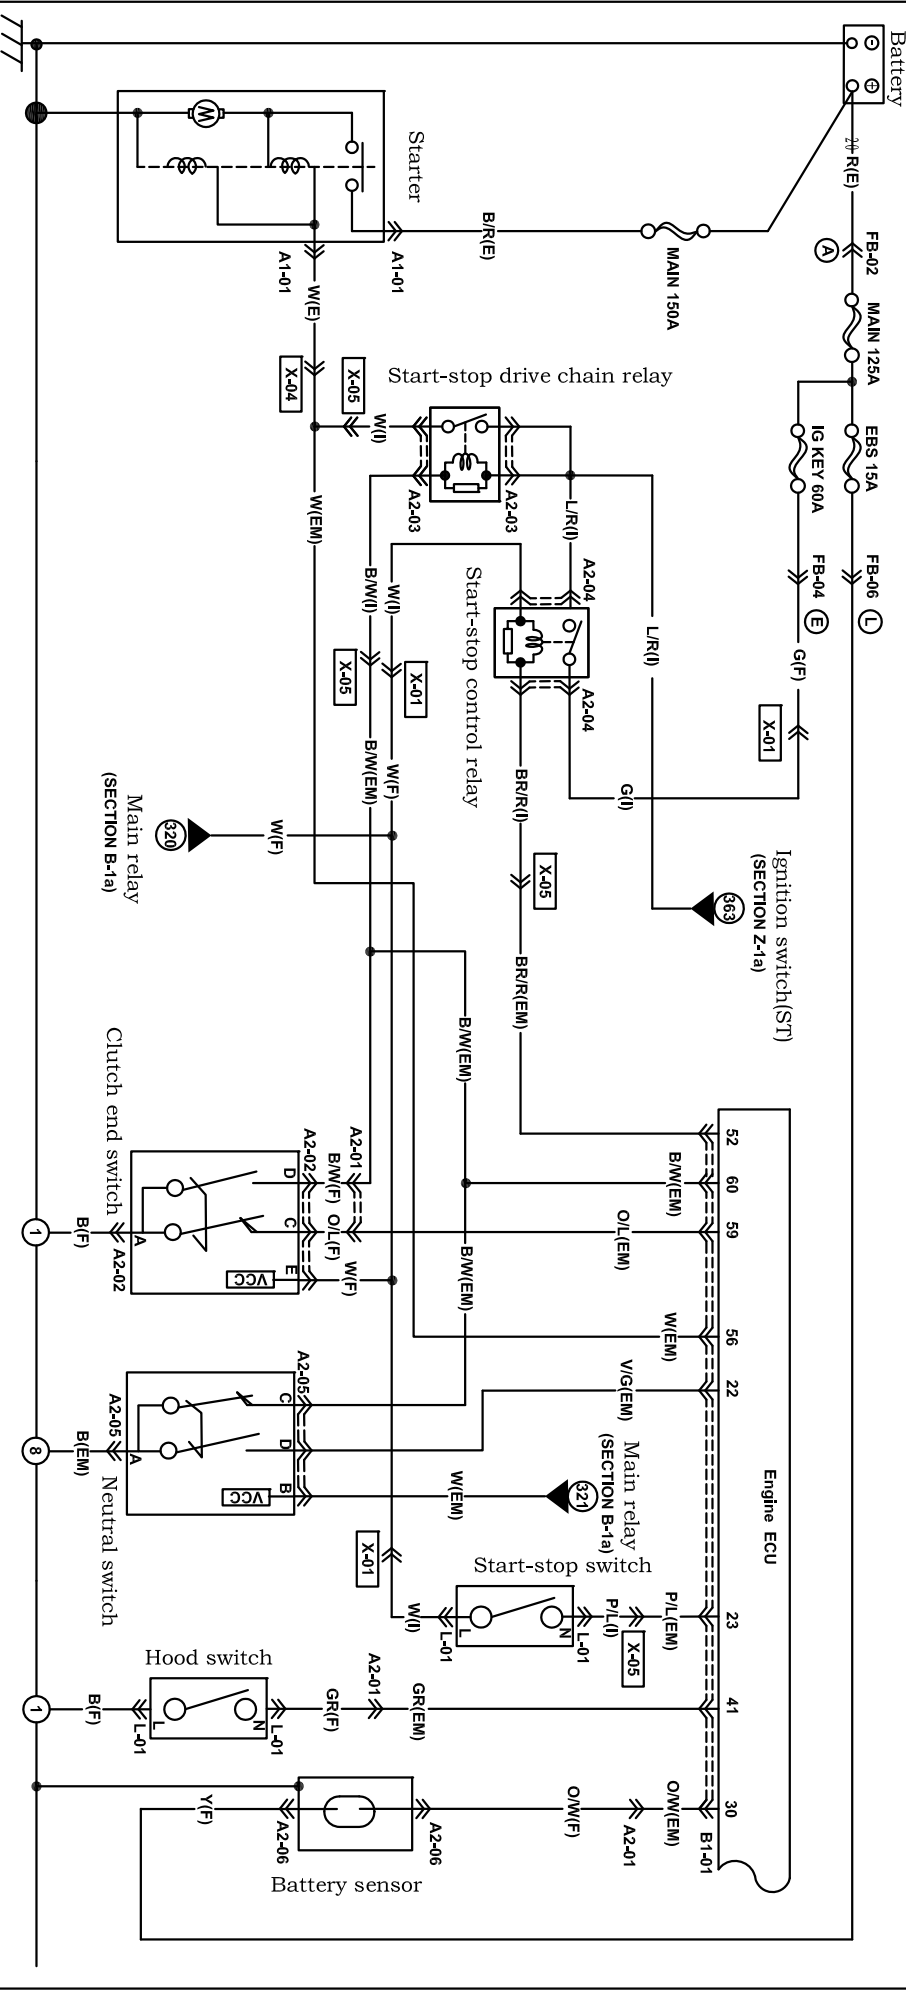 Battery
-
+
20 R(E)
FB-02
A
MAIN 125A
EBS 15A
FB-06
L
IG KEY 60A
FB-04
E
G(F)
X-01
MAIN 150A
B/R(E)
Starter
M
A1-01
A1-01
W(E)
X-04
X-05
W(I)
Start-stop drive chain relay
A2-03
A2-03
W(EM)
L/R(I)
L/R(I)
A2-04
A2-04
Start-stop control relay
B/W(I)
W(I)
X-05
X-01
B/W(EM)
W(F)
BR/R(I)
G(I)
X-05
BR/R(EM)
Main relay
(SECTION B-1a)
320
W(F)
363
Ignition switch(ST)
(SECTION Z-1a)
B/W(EM)
Clutch end switch
A2-01
A2-02
B/W(F)
O/L(F)
W(F)
D
C
E
A
VCC
A2-02
B(F)
1
B/W(EM)
B/W(EM)
O/L(EM)
W(EM)
V/G(EM)
52
60
59
56
22
23
41
30
Engine ECU
B1-01
Neutral switch
A2-05
C
D
B
A
VCC
A2-05
B(EM)
8
W(EM)
321
Main relay
(SECTION B-1a)
X-01
W(I)
Start-stop switch
L-01
L
N
L-01
P/L(I)
X-05
P/L(EM)
Hood switch
1
B(F)
L-01
L
N
L-01
GR(F)
A2-01
GR(EM)
Battery sensor
Y(F)
A2-06
A2-06
O/W(F)
A2-01
O/W(EM)